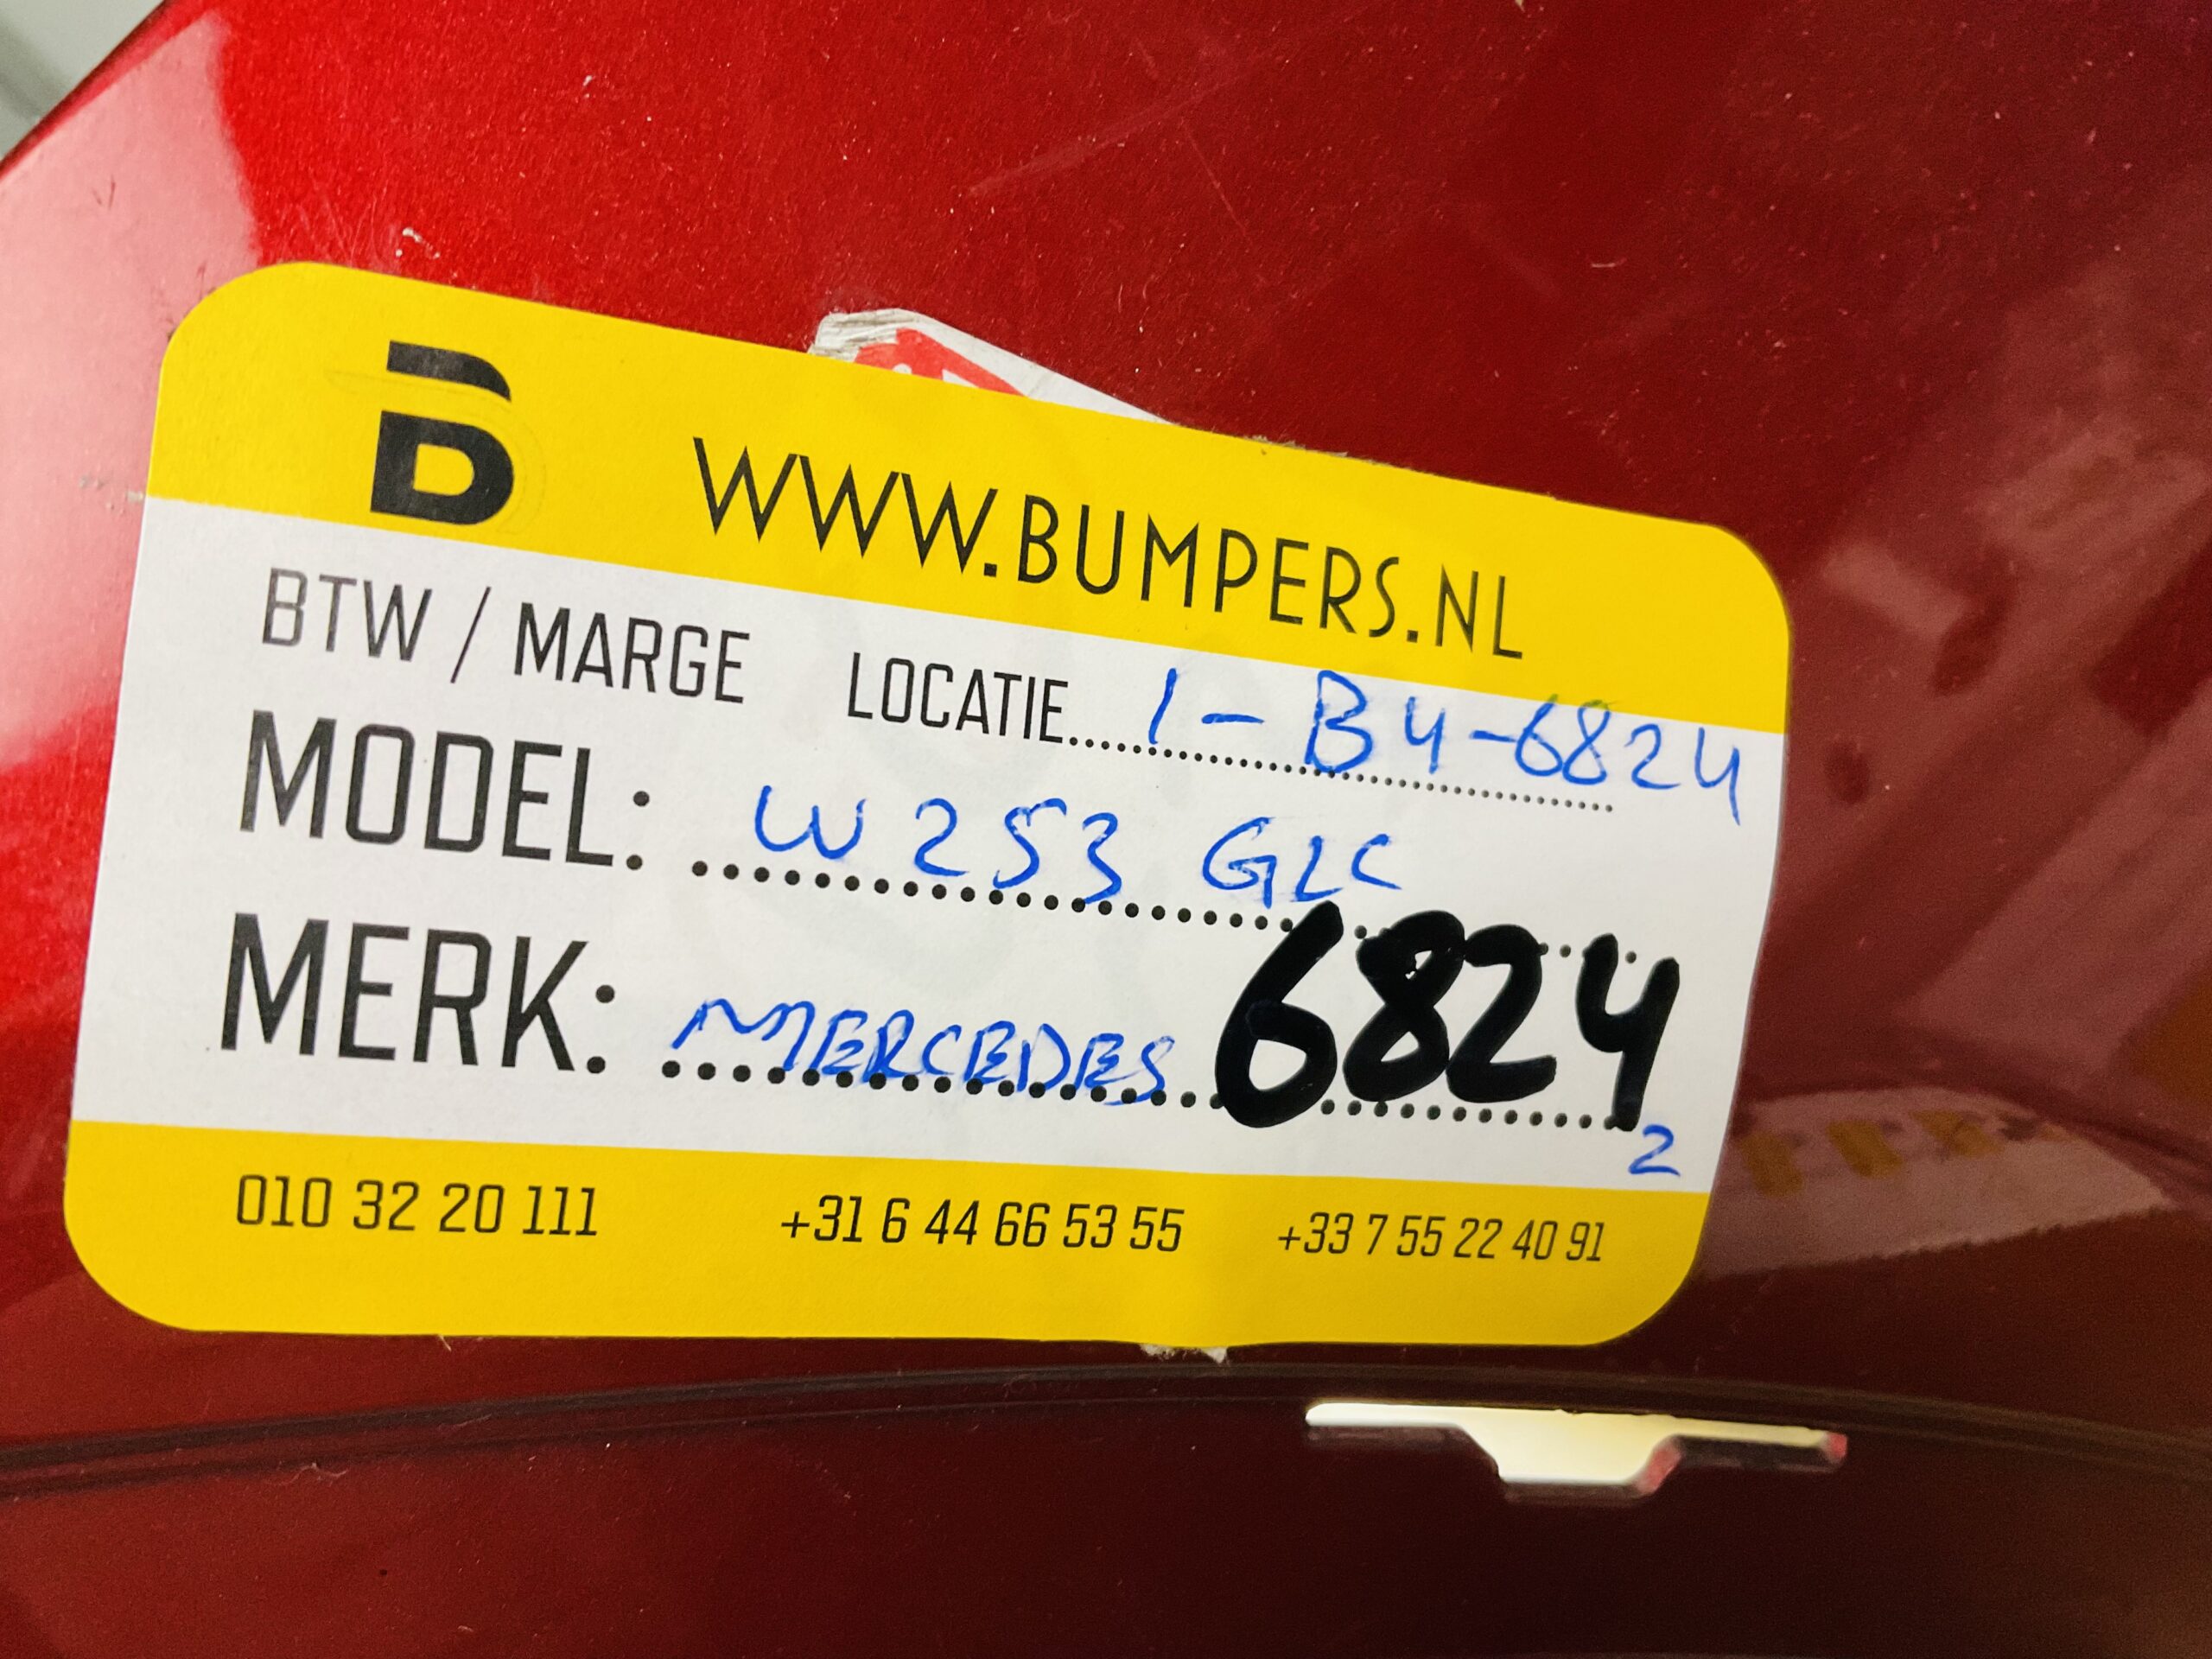 B WWW.BUMPERS.NL
BTW / MARGE LOCATIE 1-B4-6824
MODEL: W253 GLC
MERK: MERCEDES 6824
2
010 32 20 111 +31 6 44 66 53 55 +33 7 55 22 40 91